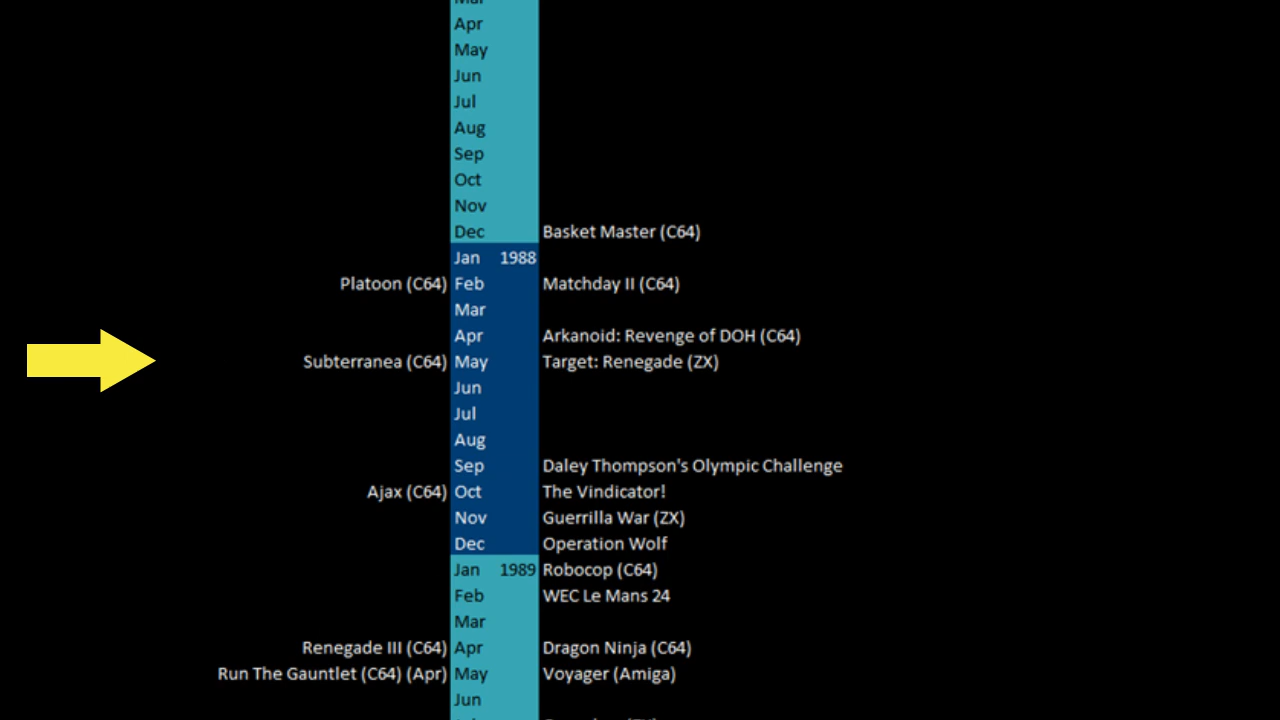 Mar
Apr
May
Jun
Jul
Aug
Sep
Oct
Nov
Dec Basket Master (C64)
Jan 1988
Platoon (C64) Feb Matchday II (C64)
Mar
Apr Arkanoid: Revenge of DOH (C64)
Subterranea (C64) May Target: Renegade (ZX)
Jun
Jul
Aug
Sep Daley Thompson's Olympic Challenge
Ajax (C64) Oct The Vindicator!
Nov Guerrilla War (ZX)
Dec Operation Wolf
Jan 1989 Robocop (C64)
Feb WEC Le Mans 24
Mar
Renegade III (C64) Apr Dragon Ninja (C64)
Run The Gauntlet (C64) (Apr) May Voyager (Amiga)
Jun